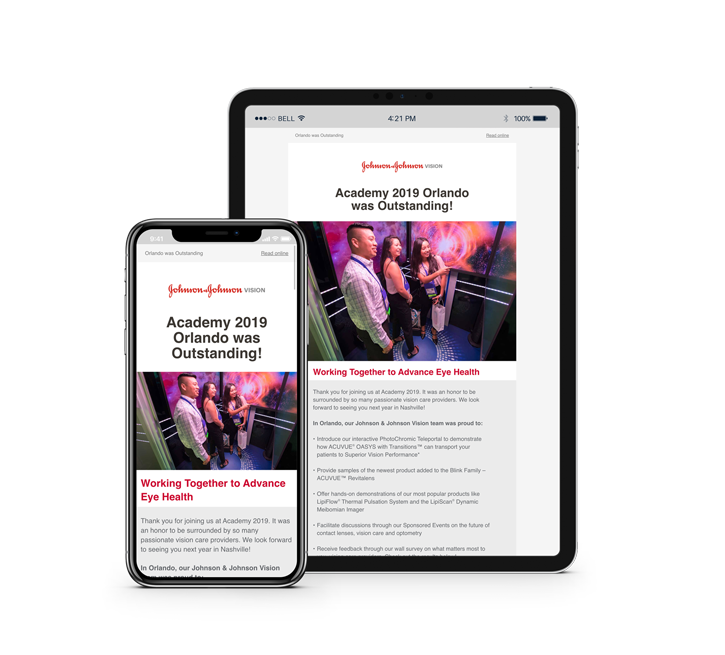 BELL
4:21 PM
100%
Orlando was Outstanding
Read online
Johnson & Johnson VISION
Academy 2019 Orlando
was Outstanding!
Working Together to Advance Eye Health
Thank you for joining us at Academy 2019. It was an honor to be
surrounded by so many passionate vision care providers. We look
forward to seeing you next year in Nashville!
In Orlando, our Johnson & Johnson Vision team was proud to:
• Introduce our interactive PhotoChromic Teleportal to demonstrate
how ACUVUE® OASYS with Transitions™ can transport your
patients to Superior Vision Performance*
• Provide samples of the newest product added to the Blink Family –
ACUVUE™ Revitalens
• Offer hands-on demonstrations of our most popular products like
LipiFlow® Thermal Pulsation System and the LipiScan® Dynamic
Meibomian Imager
• Facilitate discussions through our Sponsored Events on the future of
contact lenses, vision care and optometry
• Receive feedback through our wall survey on what matters most to
9:41
Orlando was Outstanding
Read online
Johnson & Johnson VISION
Academy 2019
Orlando was
Outstanding!
Working Together to Advance
Eye Health
Thank you for joining us at Academy 2019. It was
an honor to be surrounded by so many
passionate vision care providers. We look forward
to seeing you next year in Nashville!
In Orlando, our Johnson & Johnson Vision
team was proud to: